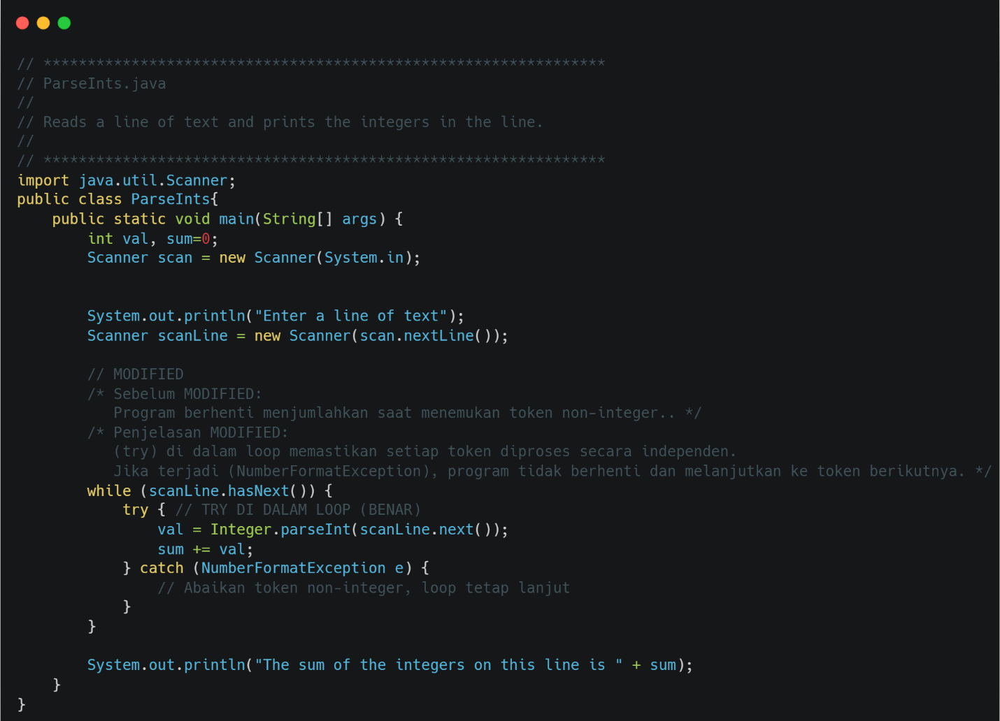 // ****************************************************************
// ParseInts.java
//
// Reads a line of text and prints the integers in the line.
//
// ****************************************************************
import java.util.Scanner;
public class ParseInts{
    public static void main(String[] args) {
        int val, sum=0;
        Scanner scan = new Scanner(System.in);
        System.out.println("Enter a line of text");
        Scanner scanLine = new Scanner(scan.nextLine());
        // MODIFIED
        /* Sebelum MODIFIED:
           Program berhenti menjumlahkan saat menemukan token non-integer.. */
        /* Penjelasan MODIFIED:
           (try) di dalam loop memastikan setiap token diproses secara independen.
           Jika terjadi (NumberFormatException), program tidak berhenti dan melanjutkan ke token berikutnya. */
        while (scanLine.hasNext()) {
            try { // TRY DI DALAM LOOP (BENAR)
                val = Integer.parseInt(scanLine.next());
                sum += val;
            } catch (NumberFormatException e) {
                // Abaikan token non-integer, loop tetap lanjut
            }
        }
        System.out.println("The sum of the integers on this line is " + sum);
    }
}